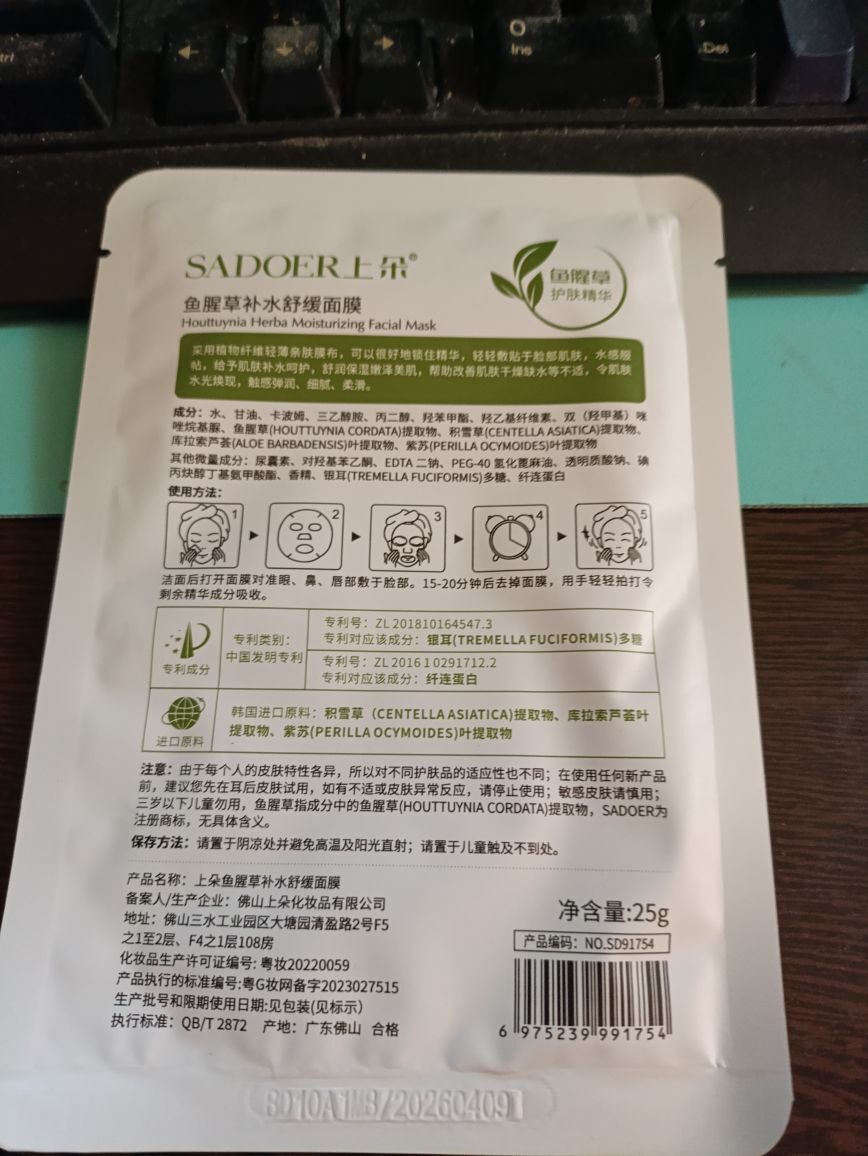 Ctrl
←
↓
→
0
Ins
.
Del
SADOER上朵®
鱼腥草
护肤精华
鱼腥草补水舒缓面膜
Houttuynia Herba Moisturizing Facial Mask
采用植物纤维轻薄亲肤膜布，可以很好地锁住精华，轻轻敷贴于脸部肌肤，水感服
帖，给予肌肤补水呵护，舒润保湿嫩泽美肌，帮助改善肌肤干燥缺水等不适，令肌肤
水光焕现，触感弹润、细腻、柔滑。
成分：水、甘油、卡波姆、三乙醇胺、丙二醇、羟苯甲酯、羟乙基纤维素、双（羟甲基）咪
唑烷基脲、鱼腥草(HOUTTUYNIA CORDATA)提取物、积雪草(CENTELLA ASIATICA)提取物、
库拉索芦荟(ALOE BARBADENSIS)叶提取物、紫苏(PERILLA OCYMOIDES)叶提取物
其他微量成分：尿囊素、对羟基苯乙酮、EDTA 二钠、PEG-40 氢化蓖麻油、透明质酸钠、碘
丙炔醇丁基氨甲酸酯、香精、银耳(TREMELLA FUCIFORMIS)多糖、纤连蛋白
使用方法：
1
2
3
4
5
洁面后打开面膜对准眼、鼻、唇部敷于脸部。15-20分钟后去掉面膜，用手轻轻拍打令
剩余精华成分吸收。
专利成分
专利类别：
中国发明专利
专利号：ZL 201810164547.3
专利对应该成分：银耳(TREMELLA FUCIFORMIS)多糖
专利号：ZL 2016 1 0291712.2
专利对应该成分：纤连蛋白
进口原料
韩国进口原料：积雪草（CENTELLA ASIATICA)提取物、库拉索芦荟叶
提取物、紫苏(PERILLA OCYMOIDES)叶提取物
注意：由于每个人的皮肤特性各异，所以对不同护肤品的适应性也不同；在使用任何新产品
前，建议您先在耳后皮肤试用，如有不适或皮肤异常反应，请停止使用；敏感皮肤请慎用；
三岁以下儿童勿用，鱼腥草指成分中的鱼腥草(HOUTTUYNIA CORDATA)提取物，SADOER为
注册商标，无具体含义。
保存方法：请置于阴凉处并避免高温及阳光直射；请置于儿童触及不到处。
产品名称：上朵鱼腥草补水舒缓面膜
备案人/生产企业：佛山上朵化妆品有限公司
地址：佛山三水工业园区大塘园清盈路2号F5
之1至2层、F4之1层108房
化妆品生产许可证编号: 粤妆20220059
产品执行的标准编号:粤G妆网备字2023027515
生产批号和限期使用日期:见包装(见标示）
执行标准：QB/T 2872 产地：广东佛山 合格
净含量:25g
产品编码：NO.SD91754
6 975239 991754
/20260409